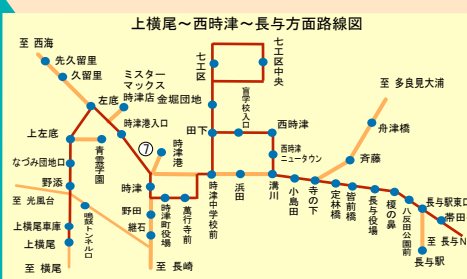 上横尾～西時津～長与方面路線図
至 西海
先久留里
久留里
ミスター
マックス
時津店
左底
金堀団地
時津港入口
七工区
七工区
中央
盲学校入口
至 多良見大浦
上左底
青雲学園
⑦
時津港
田下
西時津
西時津
ニュータウン
舟津橋
斉藤
なづみ団地口
野添
至 光風台
時津
時津中学校前
浜田
溝川
小島田
寺の下
定林橋
皆前橋
長与役場
榎の鼻
八反田公園前
長与駅東口
帯田
至 長与N
長与駅
上横尾車庫
上横尾
至 横尾
鳴鼓トンネル口
野田
継石
時津町役場
萬行寺前
至 長崎